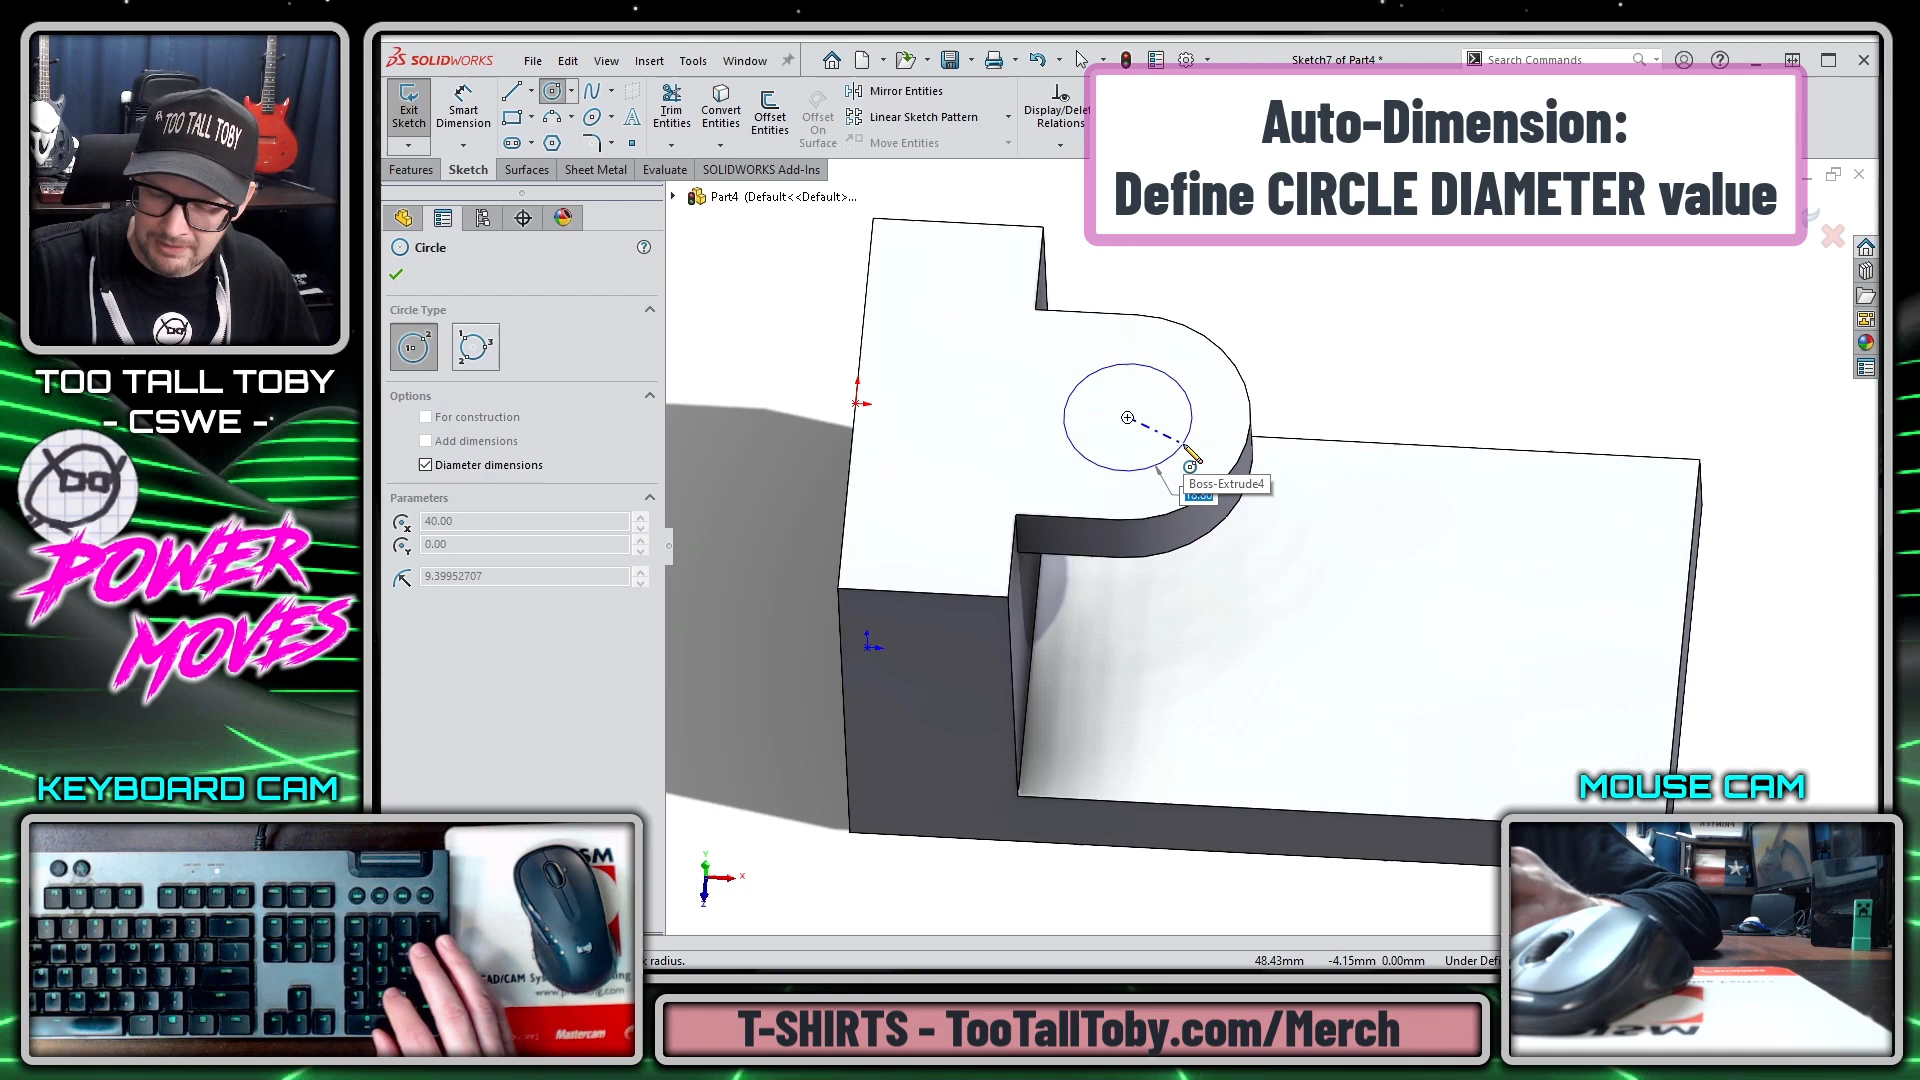 SOLIDWORKS
File Edit View Insert Tools Window
Sketch7 of Part4 *
Search Commands
Exit Sketch
Smart Dimension
Trim Entities
Convert Entities
Offset Entities
Offset On Surface
Mirror Entities
Linear Sketch Pattern
Move Entities
Display/Delete Relations
Auto-Dimension:
Define CIRCLE DIAMETER value
Features Sketch Surfaces Sheet Metal Evaluate SOLIDWORKS Add-Ins
Part4 (Default<<Default>...
Circle
Circle Type
Options
For construction
Add dimensions
Diameter dimensions
Parameters
40.00
0.00
9.39952707
Boss-Extrude4
TOO TALL TOBY
TOO TALL TOBY
- CSWE -
POWER
MOVES
KEYBOARD CAM
MOUSE CAM
Y
X
Z
k radius.
48.43mm -4.15mm 0.00mm Under Defi
Mastercam
T-SHIRTS - TooTallToby.com/Merch